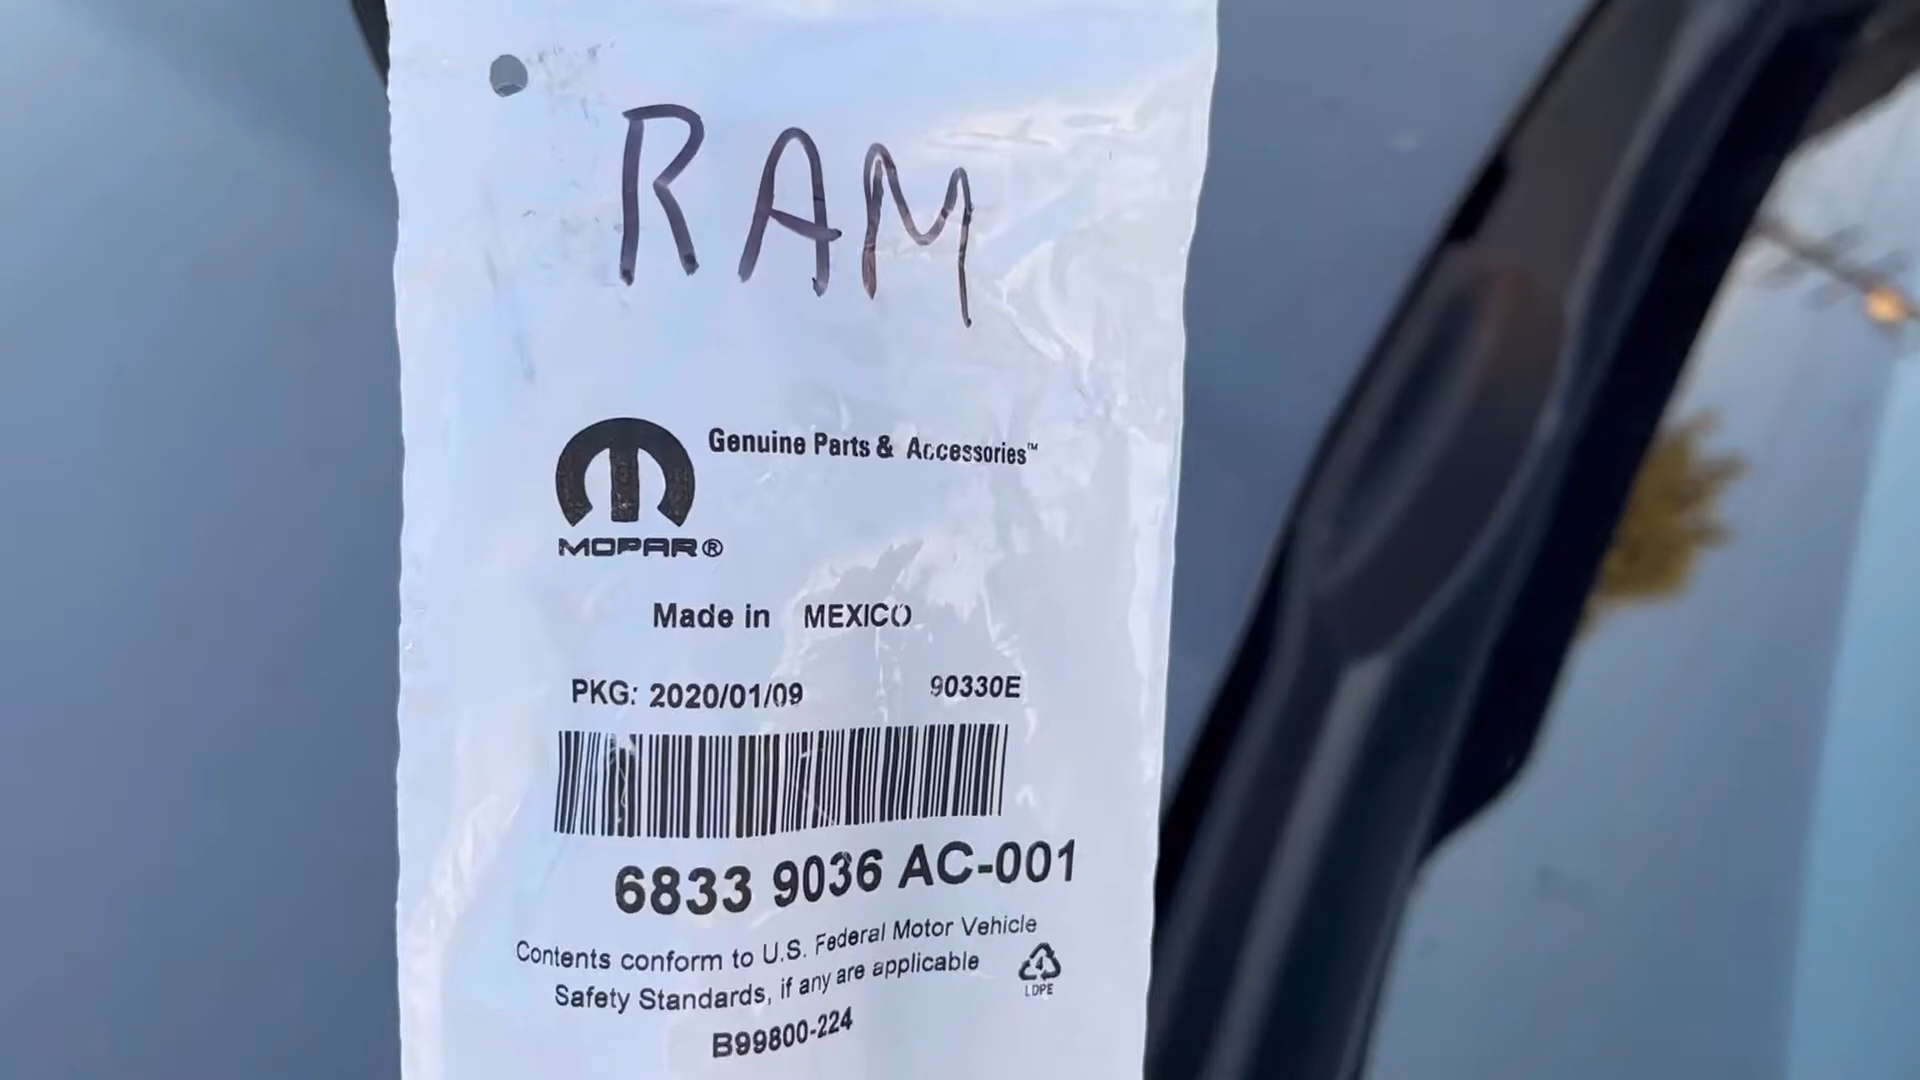 RAM
Genuine Parts & Accessories™
MOPAR®
Made in MEXICO
PKG: 2020/01/09 90330E
6833 9036 AC-001
Contents conform to U.S. Federal Motor Vehicle
Safety Standards, if any are applicable
4
LDPE
B99800-224